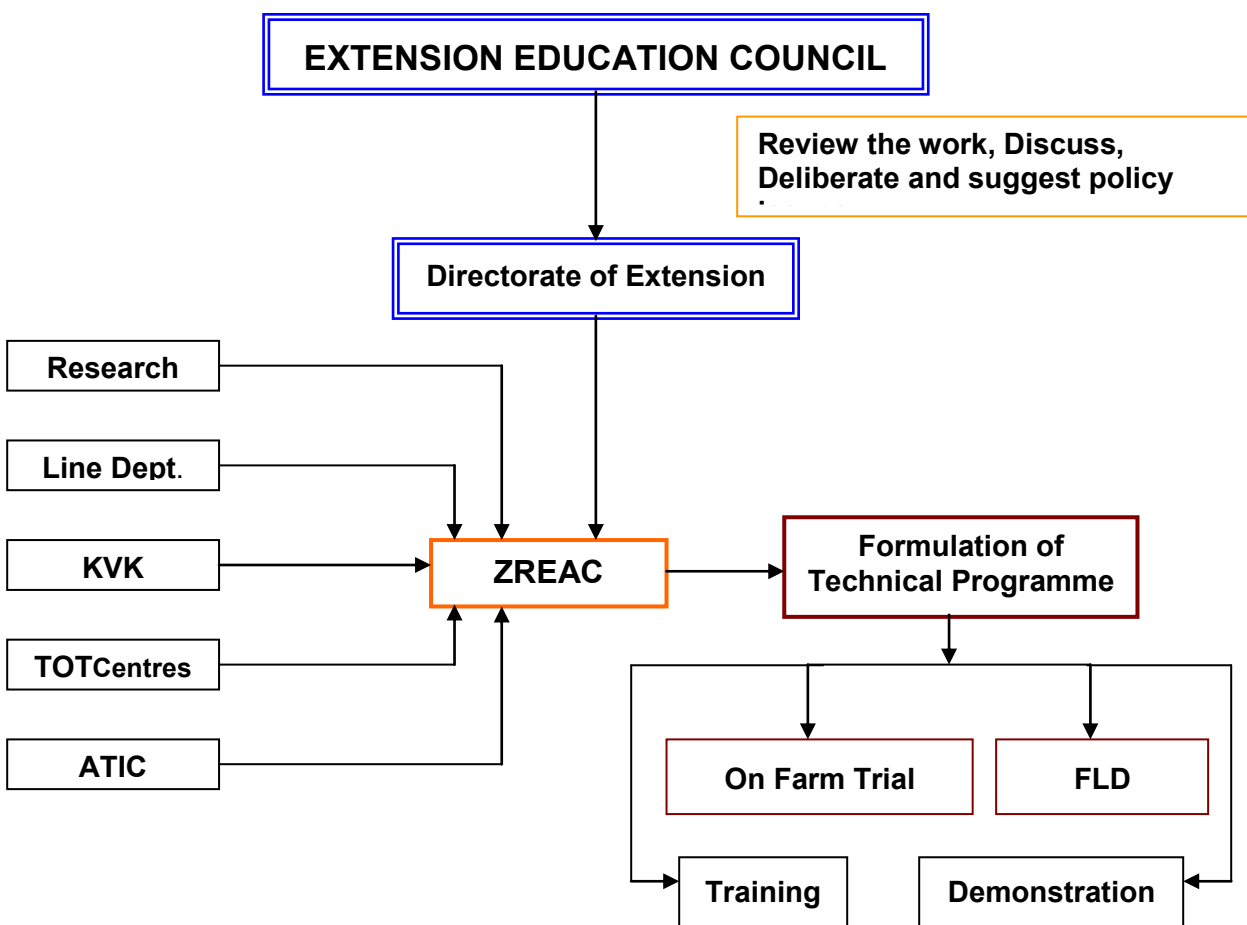 EXTENSION EDUCATION COUNCIL
Review the work, Discuss,
Deliberate and suggest policy
Directorate of Extension
Research
Line Dept.
KVK
TOTCentres
ATIC
ZREAC
Formulation of
Technical Programme
On Farm Trial
FLD
Training
Demonstration